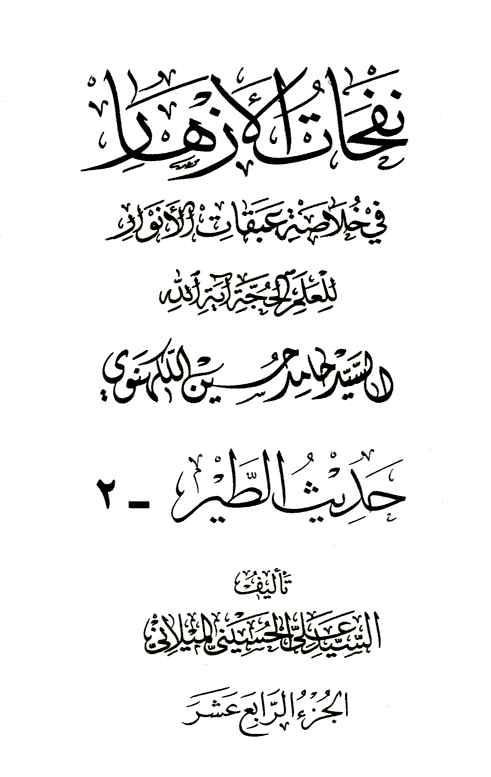 نفحات الأزهار
في خلاصة عبقات الأنوار
للعلم الحجة آية الله
السيد حامد حسين اللكهنوي
حديث الطير - ٢
تأليف
السيد علي الحسيني الميلاني
الجزء الرابع عشر